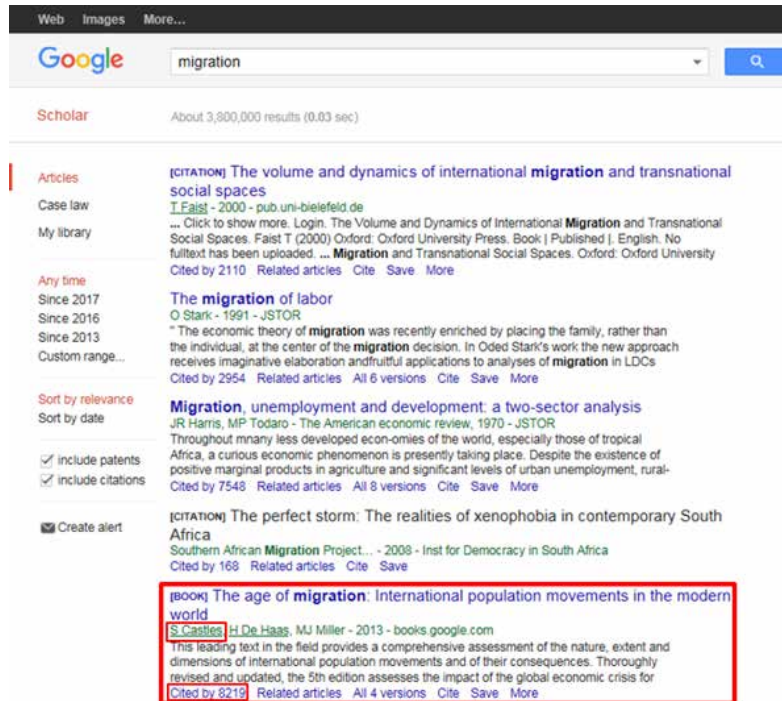 Web Images More...
Google
migration
Scholar
About 3,800,000 results (0.03 sec)
Articles
Case law
My library
Any time
Since 2017
Since 2016
Since 2013
Custom range...
Sort by relevance
Sort by date
include patents
include citations
Create alert
[CITATION] The volume and dynamics of international migration and transnational
social spaces
T Faist - 2000 - pub.uni-bielefeld.de
... Click to show more. Login. The Volume and Dynamics of International Migration and Transnational
Social Spaces. Faist T (2000) Oxford: Oxford University Press. Book | Published |. English. No
fulltext has been uploaded. ... Migration and Transnational Social Spaces. Oxford: Oxford University
Cited by 2110 Related articles Cite Save More
The migration of labor
O Stark - 1991 - JSTOR
" The economic theory of migration was recently enriched by placing the family, rather than
the individual, at the center of the migration decision. In Oded Stark's work the new approach
receives imaginative elaboration andfruitful applications to analyses of migration in LDCs
Cited by 2954 Related articles All 6 versions Cite Save More
Migration, unemployment and development: a two-sector analysis
JR Harris, MP Todaro - The American economic review, 1970 - JSTOR
Throughout mnany less developed econ-omies of the world, especially those of tropical
Africa, a curious economic phenomenon is presently taking place. Despite the existence of
positive marginal products in agriculture and significant levels of urban unemployment, rural-
Cited by 7548 Related articles All 8 versions Cite Save More
[CITATION] The perfect storm: The realities of xenophobia in contemporary South
Africa
Southern African Migration Project... - 2008 - Inst for Democracy in South Africa
Cited by 168 Related articles Cite Save
[BOOK] The age of migration: International population movements in the modern
world
S Castles, H De Haas, MJ Miller - 2013 - books.google.com
This leading text in the field provides a comprehensive assessment of the nature, extent and
dimensions of international population movements and of their consequences. Thoroughly
revised and updated, the 5th edition assesses the impact of the global economic crisis for
Cited by 8219 Related articles All 4 versions Cite Save More